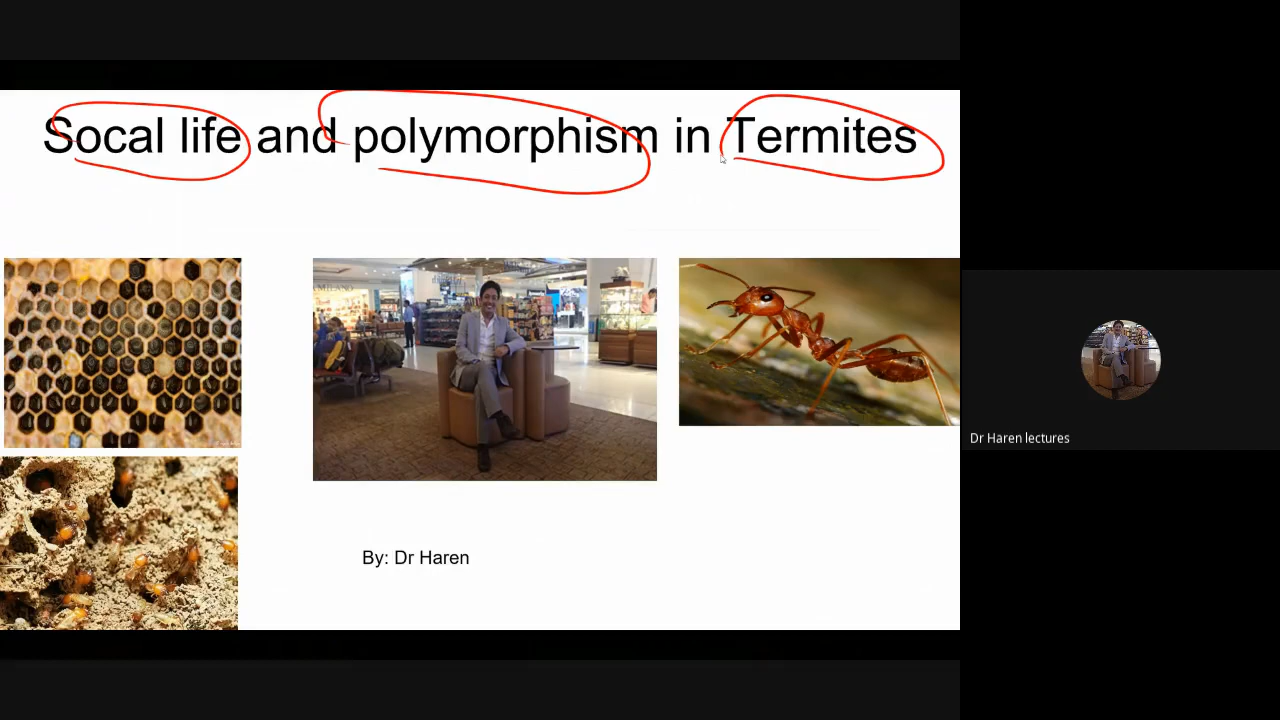 Socal life and polymorphism in Termites
By: Dr Haren
Dr Haren lectures